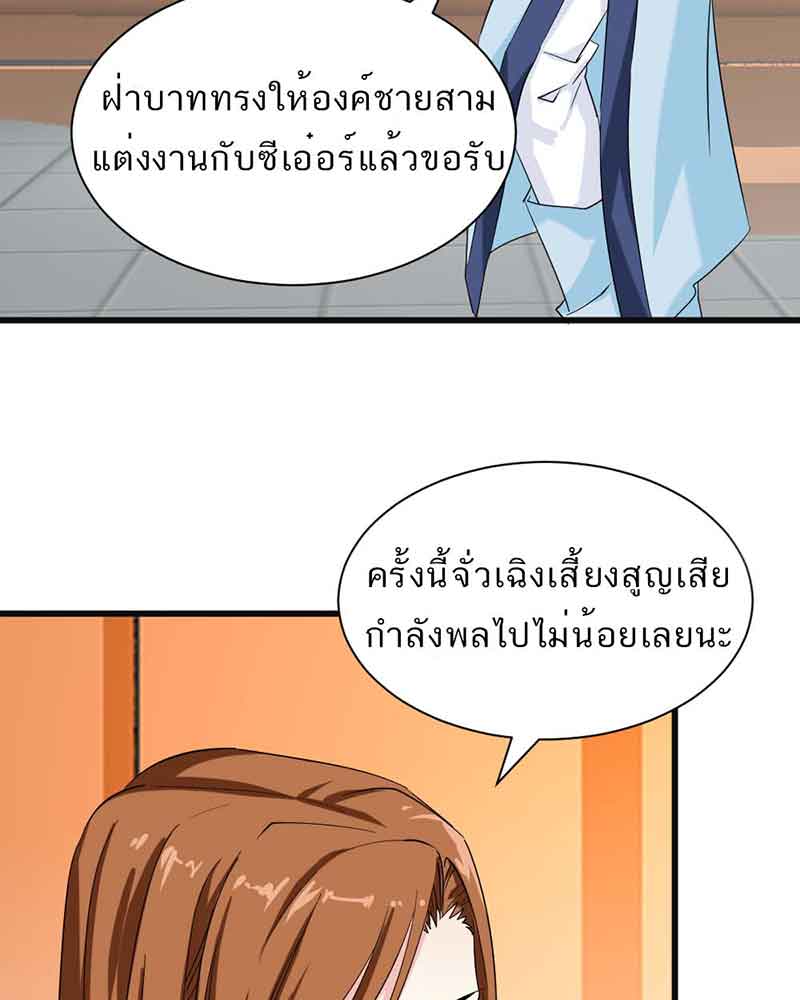 ฝ่าบาททรงให้องค์ชายสาม
แต่งงานกับซีเอ๋อร์แล้วขอรับ
ครั้งนี้จั่วเฉิงเสี้ยงสูญเสีย
กำลังพลไปไม่น้อยเลยนะ